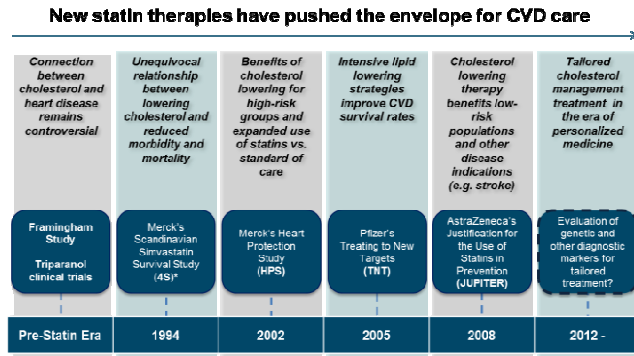 New statin therapies have pushed the envelope for CVD care
Connection
between
cholesterol and
heart disease
remains
controversial
Unequivocal
relationship
between
lowering
cholesterol and
reduced
morbidity and
mortality
Benefits of
cholesterol
lowering for
high-risk
groups and
expanded use
of statins vs.
standard of
care
Intensive lipid
lowering
strategies
improve CVD
survival rates
Cholesterol
lowering
therapy
benefits low-
risk
populations
and other
disease
indications
(e.g. stroke)
Tailored
cholesterol
management
treatment in
the era of
personalized
medicine
Framingham
Study
Triparanol
clinical trials
Merck's
Scandinavian
Simvastatin
Survival Study
(4S)*
Merck's Heart
Protection
Study
(HPS)
Pfizer's
Treating to New
Targets
(TNT)
AstraZeneca's
Justification for
the Use of
Statins in
Prevention
(JUPITER)
Evaluation of
genetic and
other diagnostic
markers for
tailored
treatment?
Pre-Statin Era
1994
2002
2005
2008
2012 -